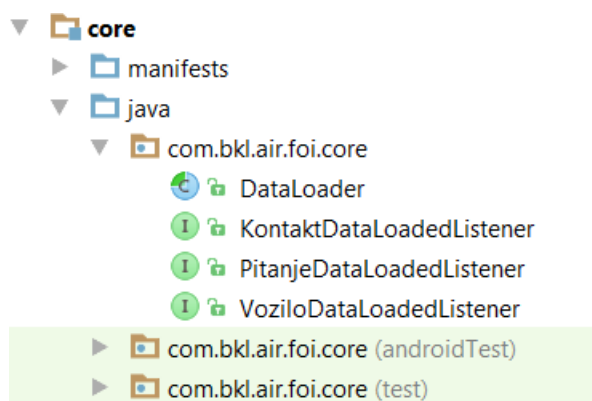 core
manifests
java
com.bkl.air.foi.core
DataLoader
KontaktDataLoadedListener
PitanjeDataLoadedListener
VoziloDataLoadedListener
com.bkl.air.foi.core (androidTest)
com.bkl.air.foi.core (test)